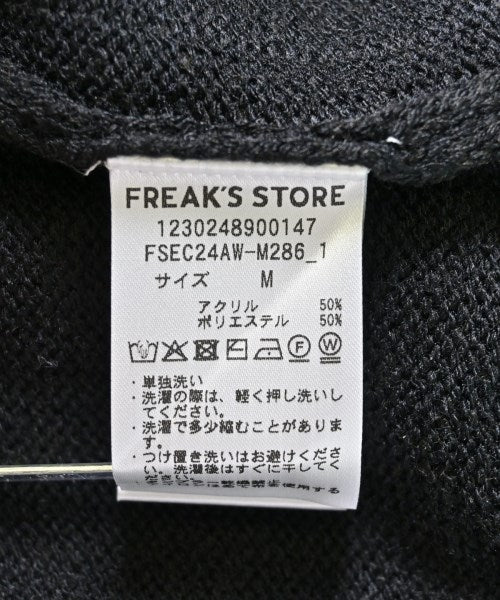 FREAK'S STORE
1230248900147
FSEC24AW-M286_1
サイズ M
アクリル 50%
ポリエステル 50%
・単独洗い
・洗濯の際は、軽く押し洗いし
てください。
・洗濯で多少縮むことがありま
す。
・つけ置き洗いはお避けくださ
い。洗濯後はすぐに干してく
使用する